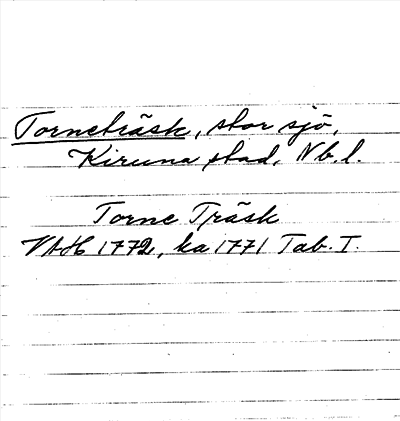 Torneträsk, stor sjö,
Kiruna stad, Nb. l.
Torne Träsk
VAH 1772, ka 1771 Tab. I.